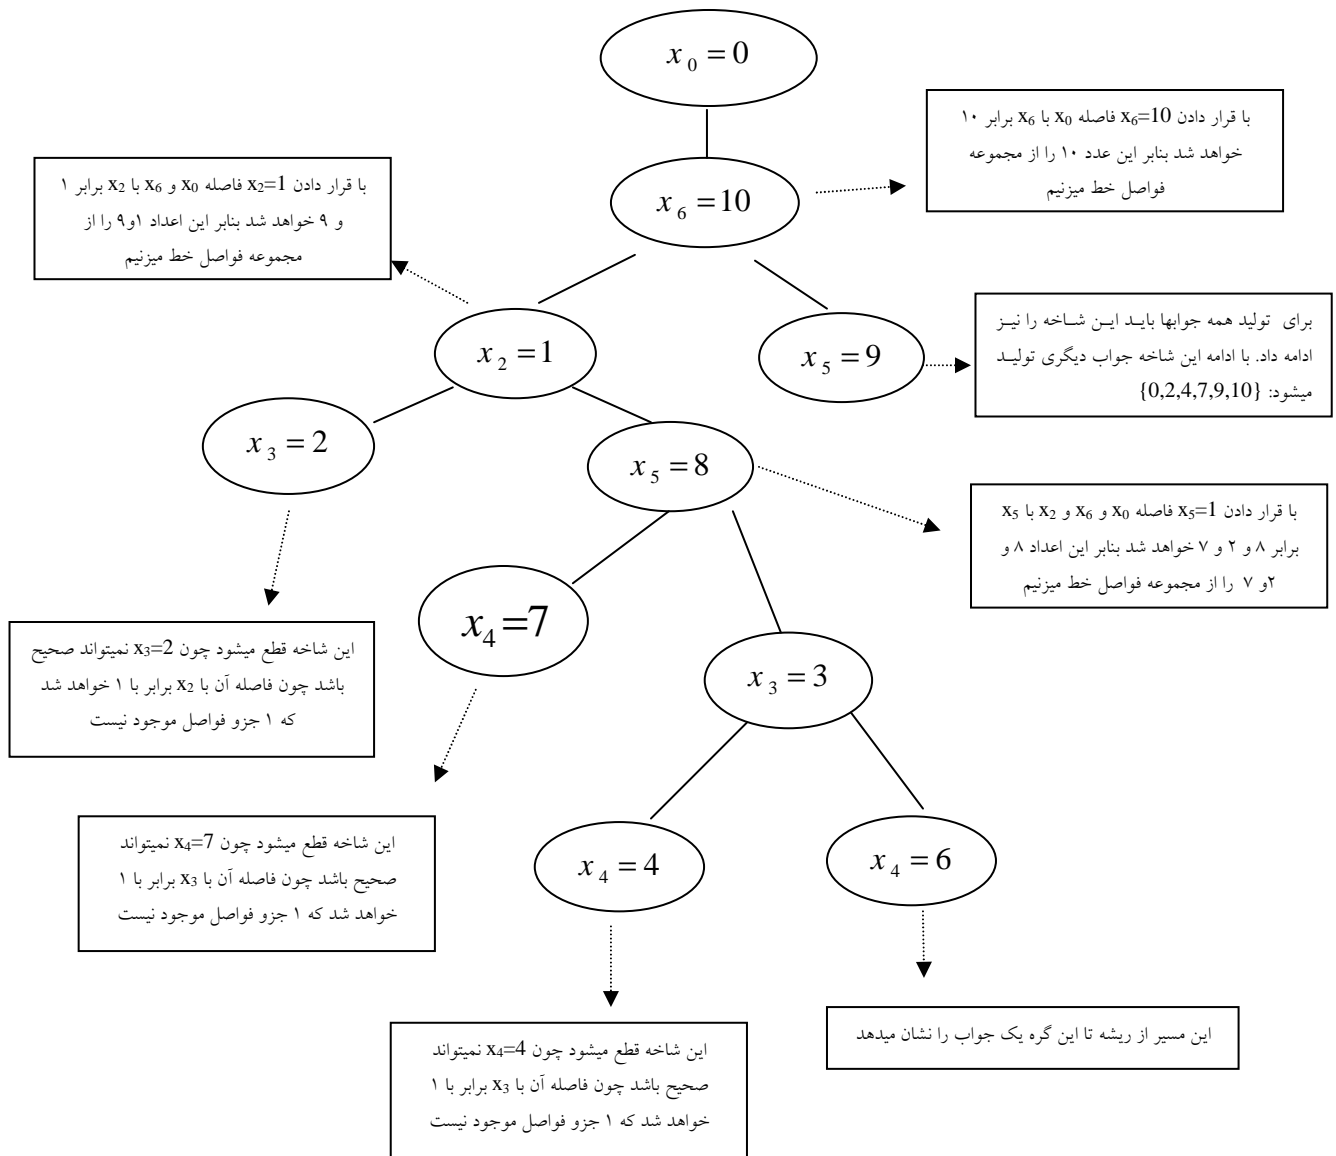 x0 = 0
با قرار دادن x6=10 فاصله x0 با x6 برابر ۱۰
خواهد شد بنابر این عدد ۱۰ را از مجموعه
فواصل خط میزنیم
x6 = 10
با قرار دادن x2=1 فاصله x0 و x6 با x2 برابر ۱
و ۹ خواهد شد بنابر این اعداد ۱و۹ را از
مجموعه فواصل خط میزنیم
x2 = 1
x5 = 9
برای تولید همه جوابها باید این شاخه را نیز
ادامه داد. با ادامه این شاخه جواب دیگری تولید
میشود: {0,2,4,7,9,10}
x3 = 2
x5 = 8
با قرار دادن x5=1 فاصله x0 و x6 و x2 با x5
برابر ۸ و ۲ و ۷ خواهد شد بنابر این اعداد ۸ و
۲و ۷ را از مجموعه فواصل خط میزنیم
x4=7
x3 = 3
این شاخه قطع میشود چون x3=2 نمیتواند صحیح
باشد چون فاصله آن با x2 برابر با ۱ خواهد شد
که ۱ جزو فواصل موجود نیست
این شاخه قطع میشود چون x4=7 نمیتواند
صحیح باشد چون فاصله آن با x3 برابر با ۱
خواهد شد که ۱ جزو فواصل موجود نیست
x4 = 4
x4 = 6
این شاخه قطع میشود چون x4=4 نمیتواند
صحیح باشد چون فاصله آن با x3 برابر با ۱
خواهد شد که ۱ جزو فواصل موجود نیست
این مسیر از ریشه تا این گره یک جواب را نشان میدهد